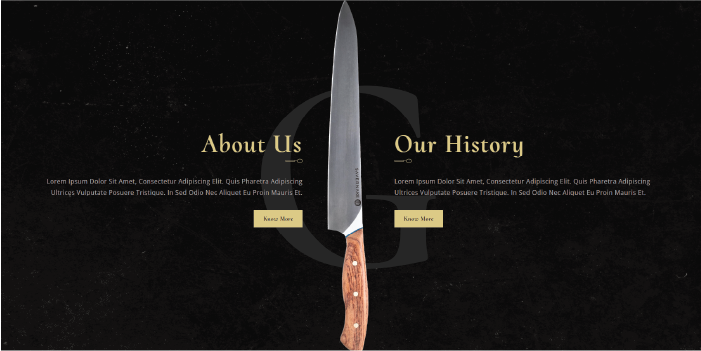 About Us
Lorem Ipsum Dolor Sit Amet, Consectetur Adipiscing Elit. Quis Pharetra Adipiscing
Ultrices Vulputate Posuere Tristique. In Sed Odio Nec Aliquet Eu Proin Mauris Et.
Know More
G
Our History
Lorem Ipsum Dolor Sit Amet, Consectetur Adipiscing Elit. Quis Pharetra Adipiscing
Ultrices Vulputate Posuere Tristique. In Sed Odio Nec Aliquet Eu Proin Mauris Et.
Know More